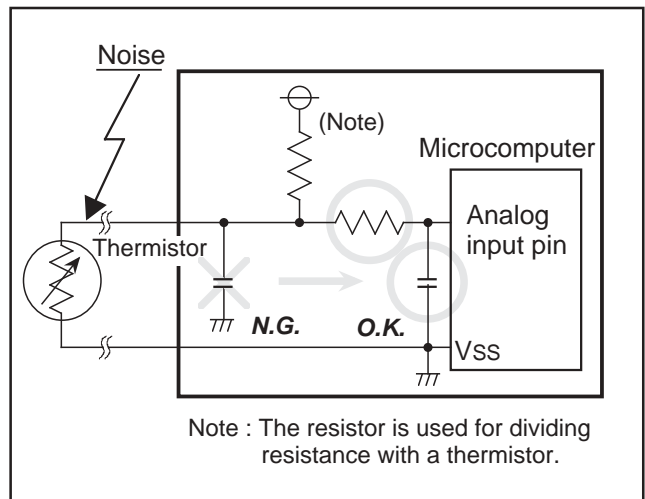 Noise
(Note)
Microcomputer
Analog
input pin
Thermistor
N.G.
O.K.
VSS
Note : The resistor is used for dividing
resistance with a thermistor.